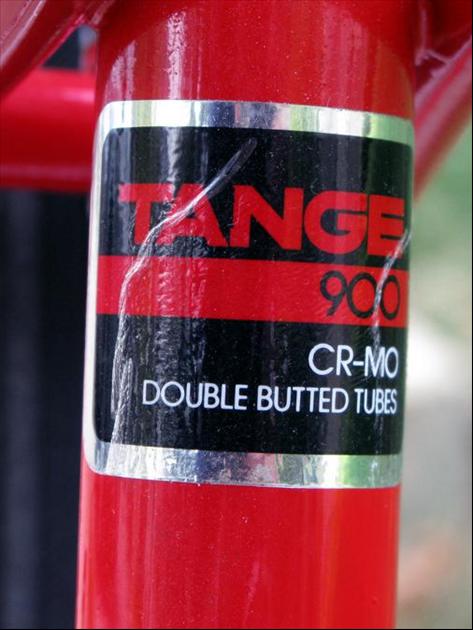 TANGE
900
CR-MO
DOUBLE BUTTED TUBES